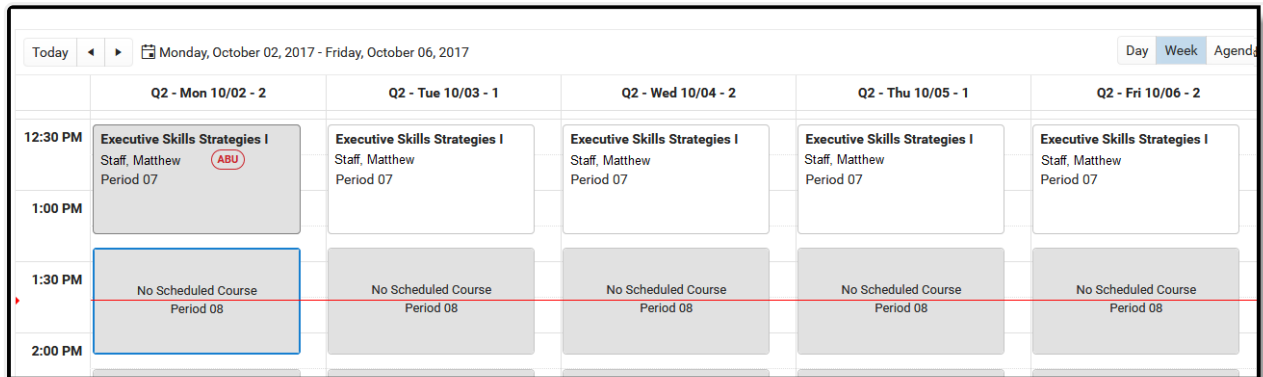 Today Monday, October 02, 2017 - Friday, October 06, 2017 Day Week Agenda
Q2 - Mon 10/02 - 2 Q2 - Tue 10/03 - 1 Q2 - Wed 10/04 - 2 Q2 - Thu 10/05 - 1 Q2 - Fri 10/06 - 2
12:30 PM
Executive Skills Strategies I
Staff, Matthew ABU
Period 07
Executive Skills Strategies I
Staff, Matthew
Period 07
Executive Skills Strategies I
Staff, Matthew
Period 07
Executive Skills Strategies I
Staff, Matthew
Period 07
Executive Skills Strategies I
Staff, Matthew
Period 07
1:00 PM
1:30 PM
No Scheduled Course
Period 08
No Scheduled Course
Period 08
No Scheduled Course
Period 08
No Scheduled Course
Period 08
No Scheduled Course
Period 08
2:00 PM